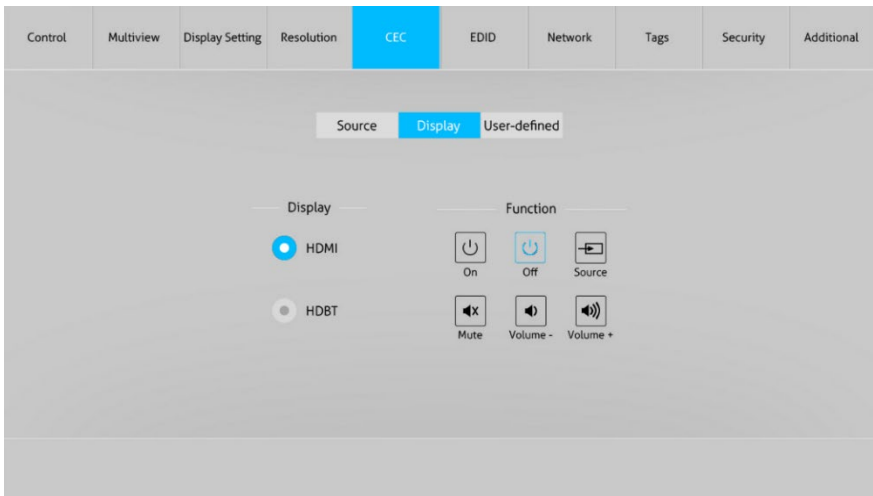 Control Multiview Display Setting Resolution CEC EDID Network Tags Security Additional
Source Display User-defined
Display Function
HDMI
On Off Source
HDBT
Mute Volume - Volume +